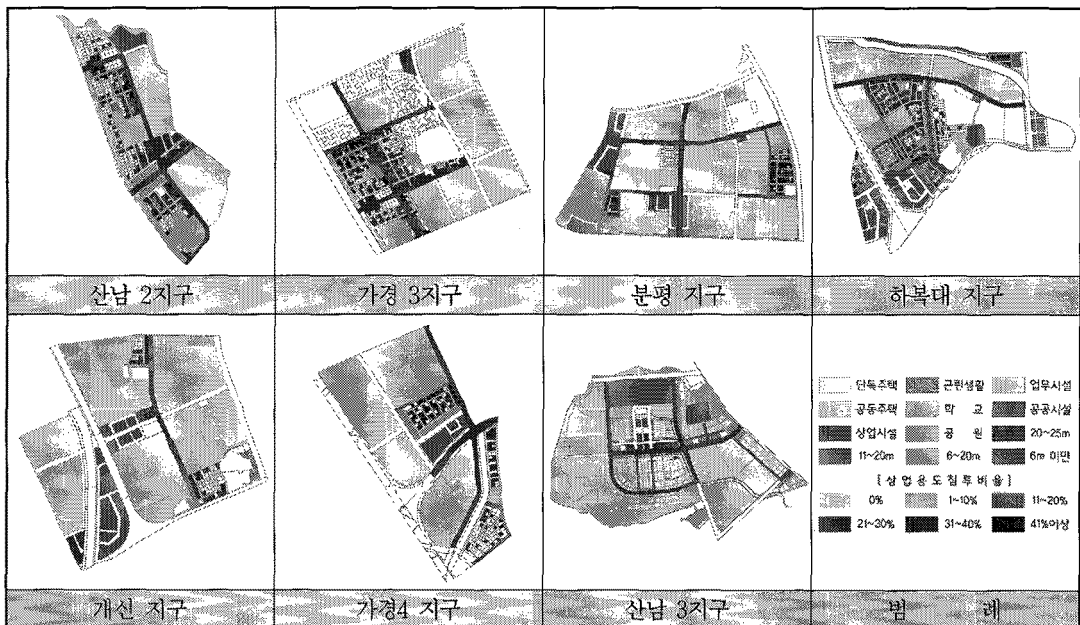 산남 2지구
가경 3지구
분평 지구
하복대 지구
단독주택 근린생활 업무시설
공동주택 학 교 공공시설
상업시설 공 원 20~25m
11~20m 6~20m 6m 미만
[상업용도침투비율]
0% 1~10% 11~20%
21~30% 31~40% 41%이상
개신 지구
가경4 지구
산남 3지구
범 례